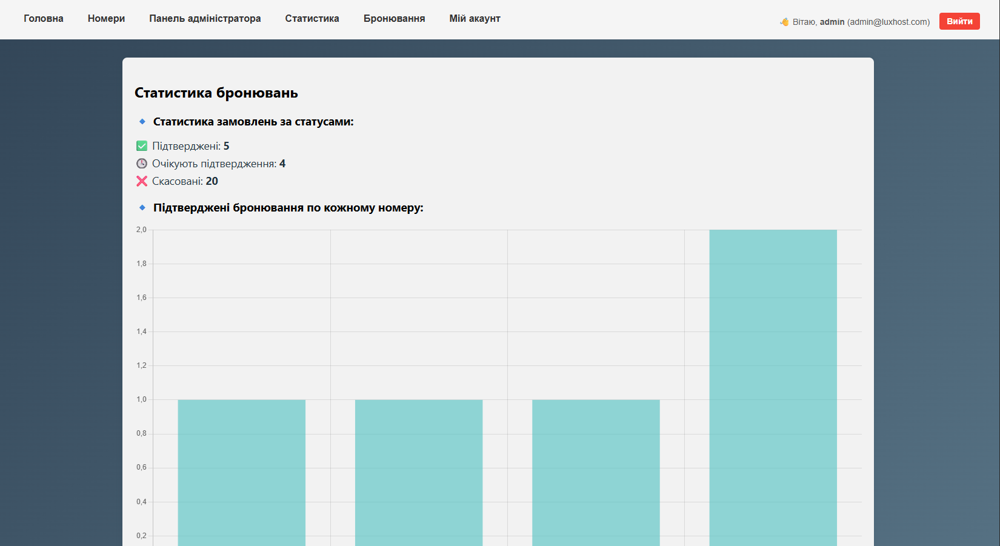 Головна Номери Панель адміністратора Статистика Бронювання Мій акаунт
Вітаю, admin (admin@luxhost.com) Вийти
Статистика бронювань
Статистика замовлень за статусами:
Підтверджені: 5
Очікують підтвердження: 4
Скасовані: 20
Підтверджені бронювання по кожному номеру:
2,0
1,8
1,6
1,4
1,2
1,0
0,8
0,6
0,4
0,2